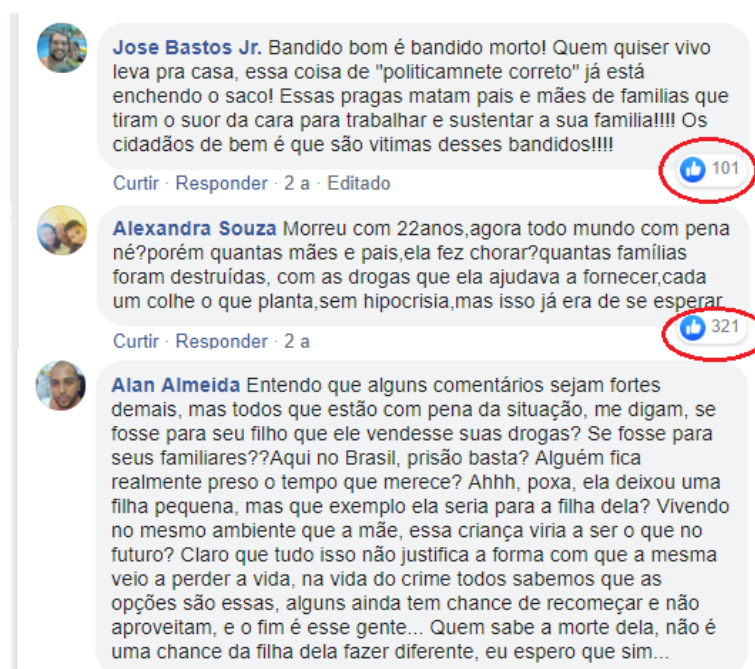 Jose Bastos Jr. Bandido bom é bandido morto! Quem quiser vivo
leva pra casa, essa coisa de "politicamnete correto" já está
enchendo o saco! Essas pragas matam pais e mães de familias que
tiram o suor da cara para trabalhar e sustentar a sua familia!!!! Os
cidadãos de bem é que são vitimas desses bandidos!!!!
101
Curtir · Responder · 2 a · Editado
Alexandra Souza Morreu com 22anos,agora todo mundo com pena
né?porém quantas mães e pais,ela fez chorar?quantas famílias
foram destruídas, com as drogas que ela ajudava a fornecer,cada
um colhe o que planta,sem hipocrisia,mas isso já era de se esperar
321
Curtir · Responder · 2 a
Alan Almeida Entendo que alguns comentários sejam fortes
demais, mas todos que estão com pena da situação, me digam, se
fosse para seu filho que ele vendesse suas drogas? Se fosse para
seus familiares??Aqui no Brasil, prisão basta? Alguém fica
realmente preso o tempo que merece? Ahhh, poxa, ela deixou uma
filha pequena, mas que exemplo ela seria para a filha dela? Vivendo
no mesmo ambiente que a mãe, essa criança viria a ser o que no
futuro? Claro que tudo isso não justifica a forma com que a mesma
veio a perder a vida, na vida do crime todos sabemos que as
opções são essas, alguns ainda tem chance de recomeçar e não
aproveitam, e o fim é esse gente... Quem sabe a morte dela, não é
uma chance da filha dela fazer diferente, eu espero que sim...